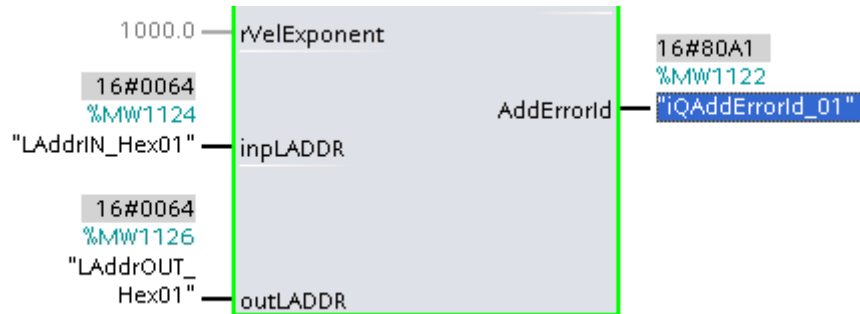 1000.0
rVelExponent
16#0064
%MW1124
"LAddrIN_Hex01"
inpLADDR
16#0064
%MW1126
"LAddrOUT_
Hex01"
outLADDR
16#80A1
%MW1122
AddErrorId
"iQAddErrorId_01"